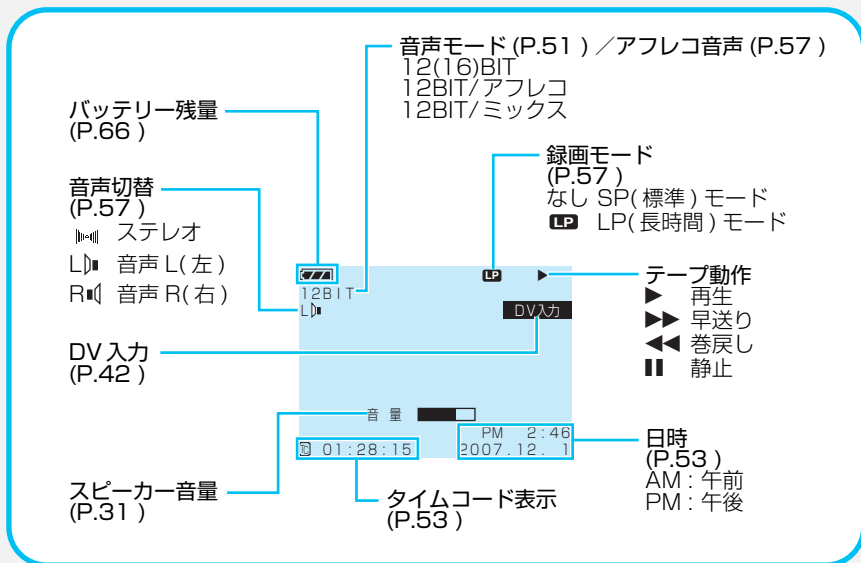 音声モード (P.51 ) ／アフレコ音声 (P.57 )
12(16)BIT
12BIT/アフレコ
12BIT/ミックス
バッテリー残量
(P.66 )
録画モード
(P.57 )
なし SP( 標準 ) モード
LP LP( 長時間 ) モード
音声切替
(P.57 )
ステレオ
L 音声 L( 左 )
R 音声 R( 右 )
LP ▶
12BIT
L
DV入力
テープ動作
▶ 再生
▶▶ 早送り
◀◀ 巻戻し
▮▮ 静止
DV 入力
(P.42 )
音 量
PM 2:46
01:28:15 2007.12. 1
日時
(P.53 )
AM : 午前
PM : 午後
スピーカー音量
(P.31 )
タイムコード表示
(P.53 )